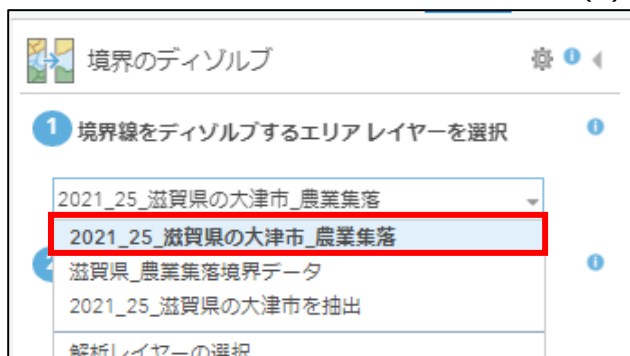 境界のディゾルブ
1 境界線をディゾルブするエリア レイヤーを選択
2021_25_滋賀県の大津市_農業集落
2021_25_滋賀県の大津市_農業集落
滋賀県_農業集落境界データ
2021_25_滋賀県の大津市を抽出
解析レイヤーの選択